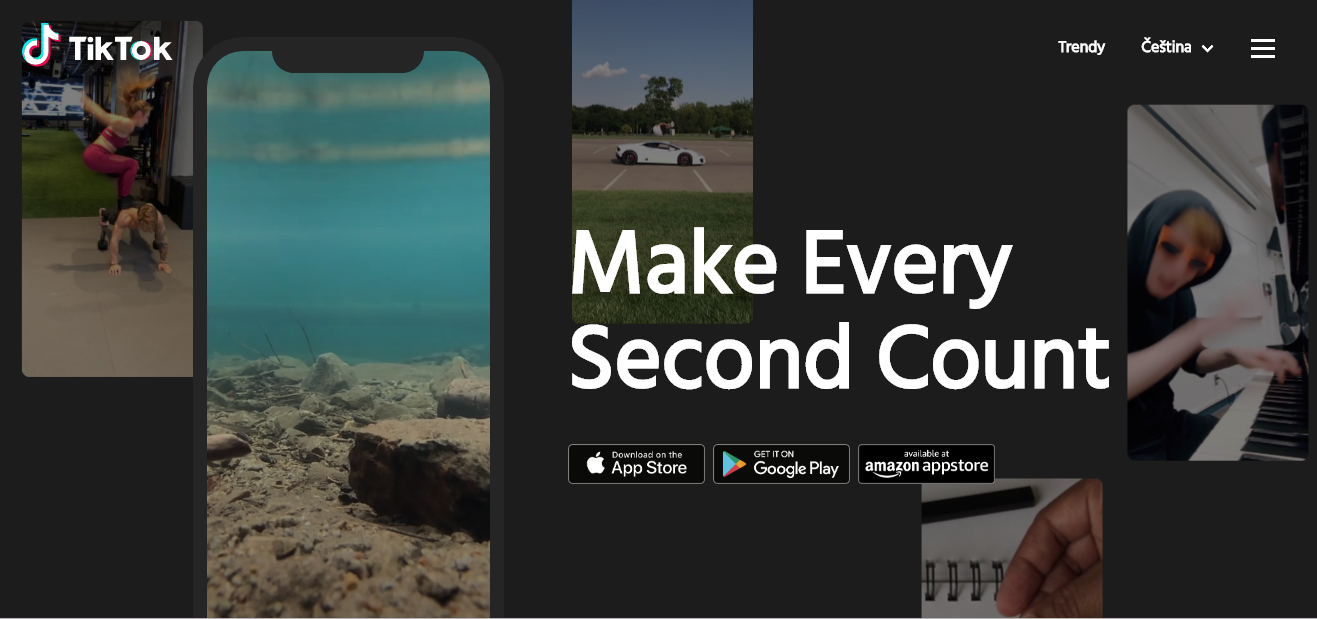 TikTok
Trendy
Čeština
Make Every
Second Count
Download on the
App Store
GET IT ON
Google Play
available at
amazon appstore